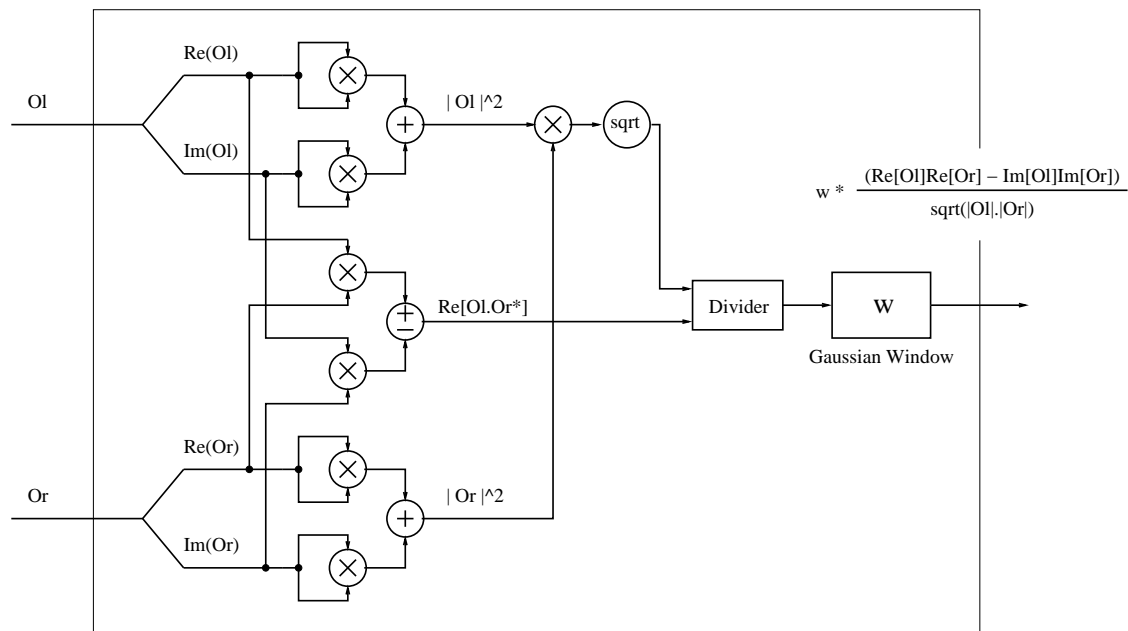 Re(Ol)
×
Ol
| Ol |^2
+
×
sqrt
Im(Ol)
×
(Re[Ol]Re[Or] – Im[Ol]Im[Or])
w *
sqrt(|Ol|.|Or|)
×
Re[Ol.Or*]
+
–
Divider
W
×
Gaussian Window
Re(Or)
×
Or
| Or |^2
+
Im(Or)
×